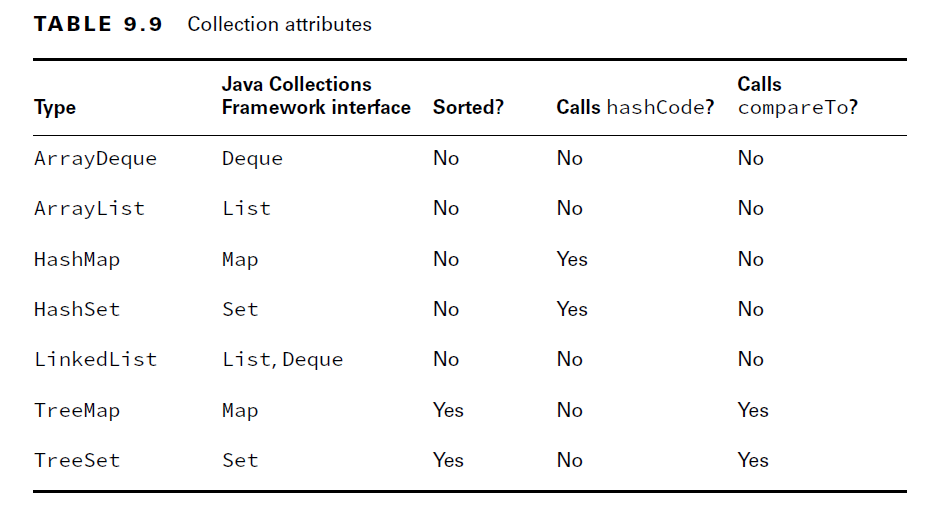 TABLE 9.9 Collection attributes
Type Java Collections Framework interface Sorted? Calls hashCode? Calls compareTo?
ArrayDeque Deque No No No
ArrayList List No No No
HashMap Map No Yes No
HashSet Set No Yes No
LinkedList List, Deque No No No
TreeMap Map Yes No Yes
TreeSet Set Yes No Yes